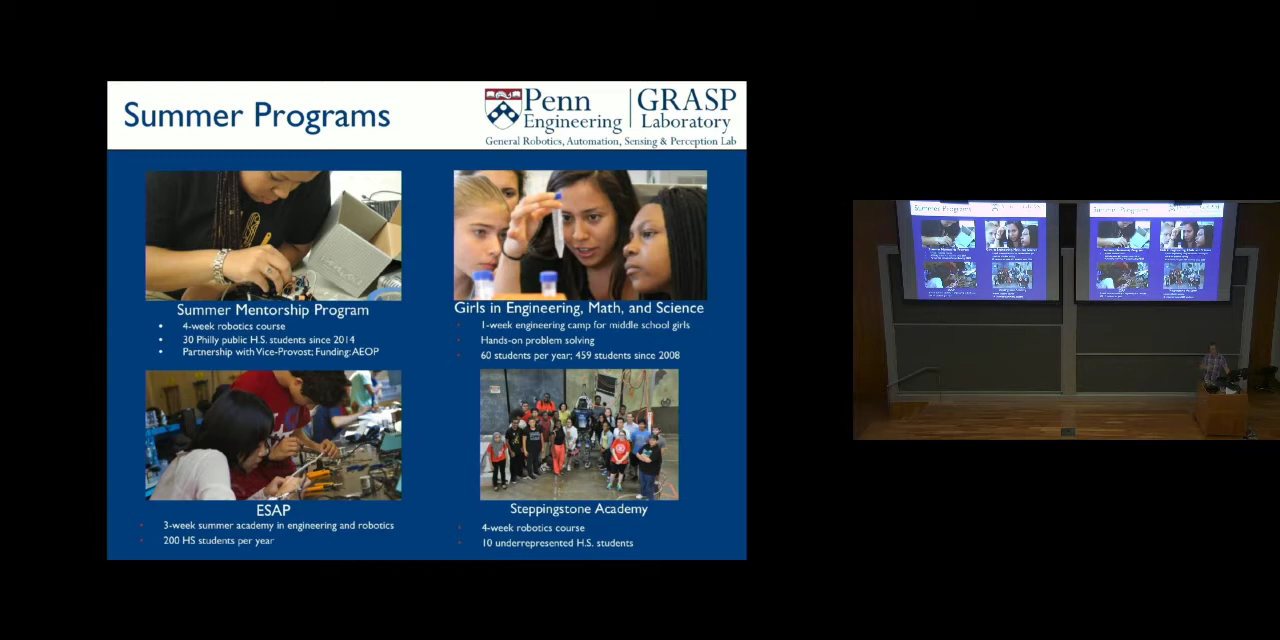 Summer Programs
Penn
Engineering
GRASP
Laboratory
General Robotics, Automation, Sensing & Perception Lab
Summer Mentorship Program
• 4-week robotics course
• 30 Philly public H.S. students since 2014
• Partnership with Vice-Provost; Funding: AEOP
Girls in Engineering, Math, and Science
• 1-week engineering camp for middle school girls
• Hands-on problem solving
• 60 students per year; 459 students since 2008
ESAP
• 3-week summer academy in engineering and robotics
• 200 HS students per year
Steppingstone Academy
• 4-week robotics course
• 10 underrepresented H.S. students
Summer Programs
Summer Programs